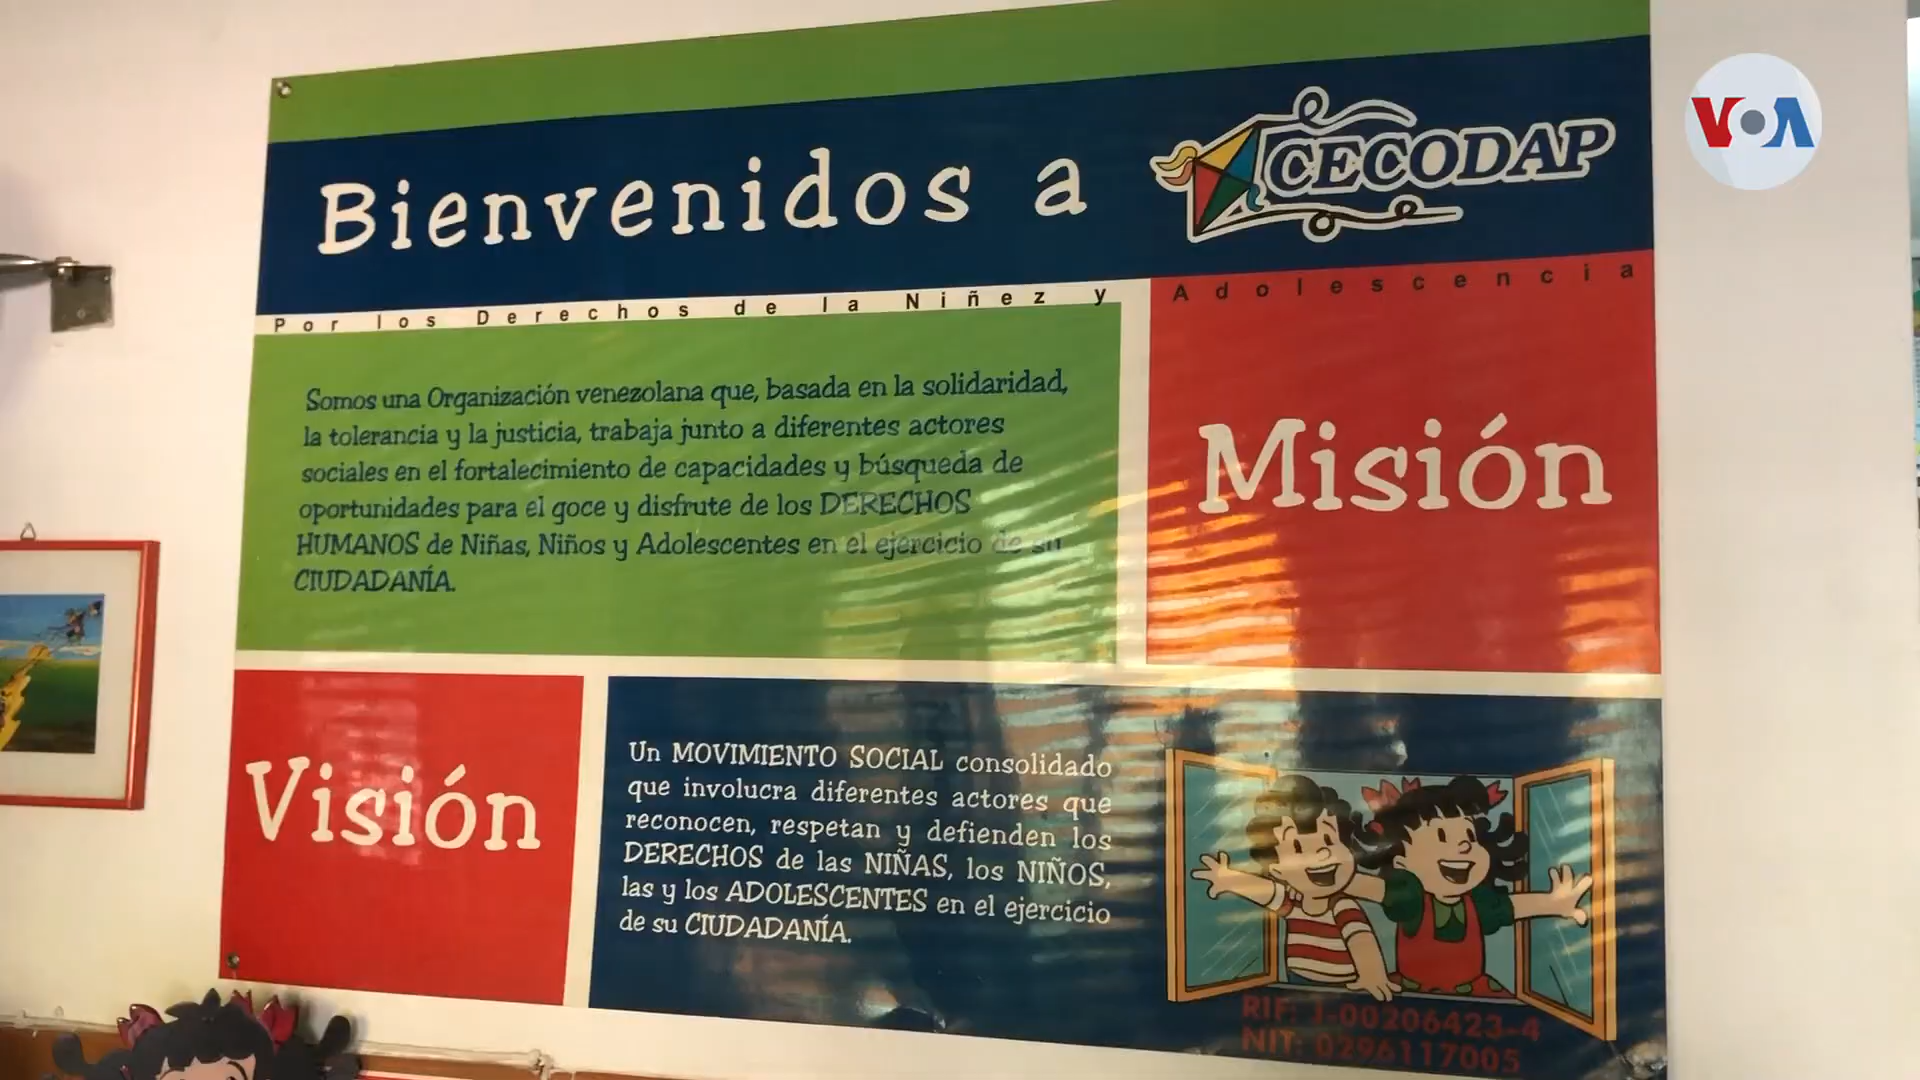 VOA
Bienvenidos a CECODAP
Por los Derechos de la Niñez y Adolescencia
Somos una Organización venezolana que, basada en la solidaridad,
la tolerancia y la justicia, trabaja junto a diferentes actores
sociales en el fortalecimiento de capacidades y búsqueda de
oportunidades para el goce y disfrute de los DERECHOS
HUMANOS de Niñas, Niños y Adolescentes en el ejercicio de su
CIUDADANÍA.
Misión
Visión
Un MOVIMIENTO SOCIAL consolidado
que involucra diferentes actores que
reconocen, respetan y defienden los
DERECHOS de las NIÑAS, los NIÑOS,
las y los ADOLESCENTES en el ejercicio
de su CIUDADANÍA.
RIF: J-00206423-4
NIT: 0296117005